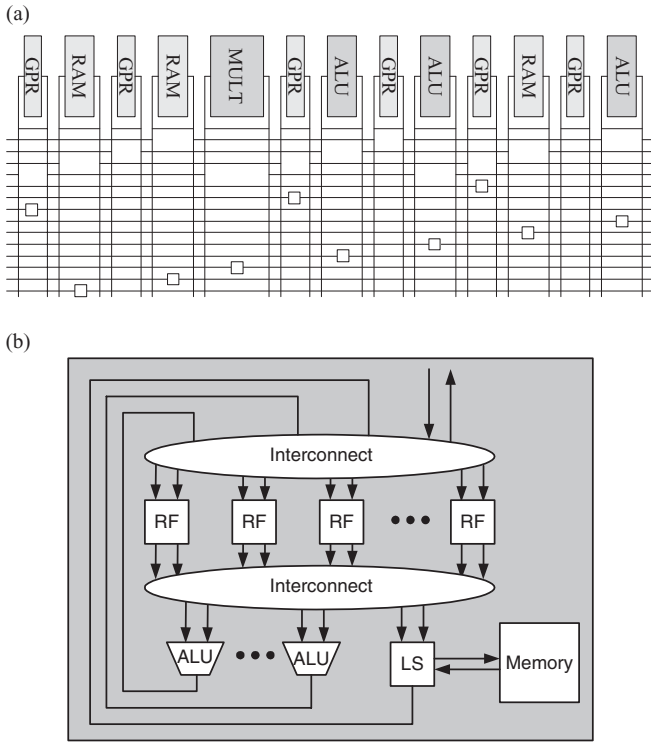 (a)
GPR RAM GPR RAM MULT GPR ALU GPR ALU GPR RAM GPR ALU
(b)
Interconnect
RF RF RF RF
Interconnect
ALU ALU LS Memory